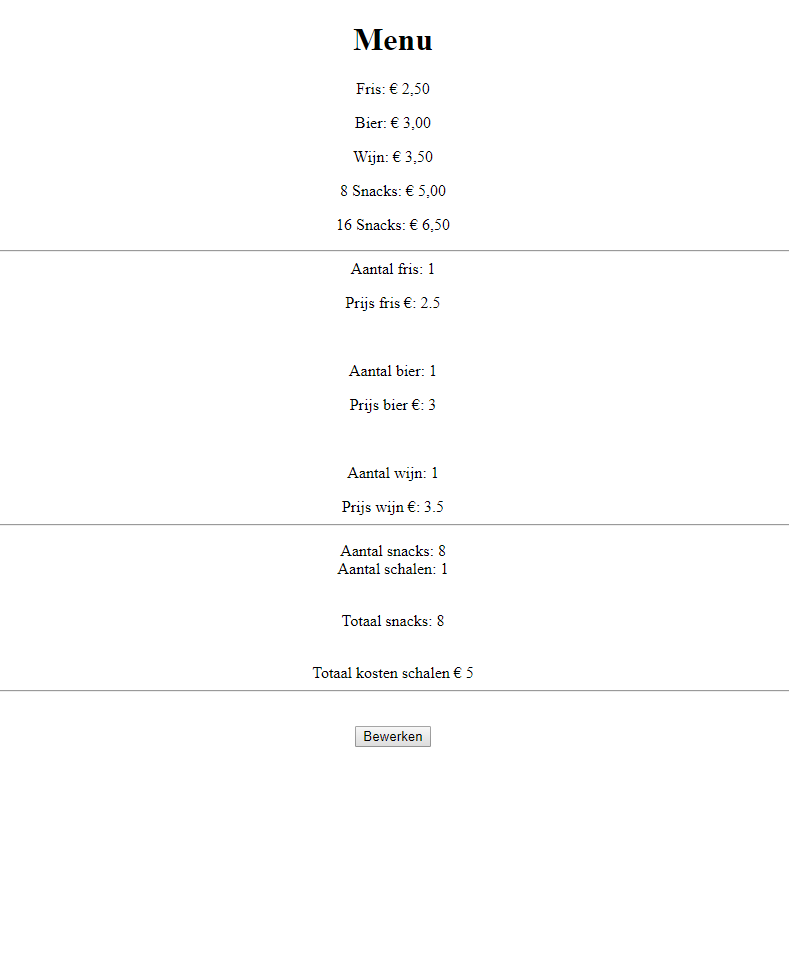 Menu
Fris: € 2,50
Bier: € 3,00
Wijn: € 3,50
8 Snacks: € 5,00
16 Snacks: € 6,50
Aantal fris: 1
Prijs fris €: 2.5
Aantal bier: 1
Prijs bier €: 3
Aantal wijn: 1
Prijs wijn €: 3.5
Aantal snacks: 8
Aantal schalen: 1
Totaal snacks: 8
Totaal kosten schalen € 5
Bewerken